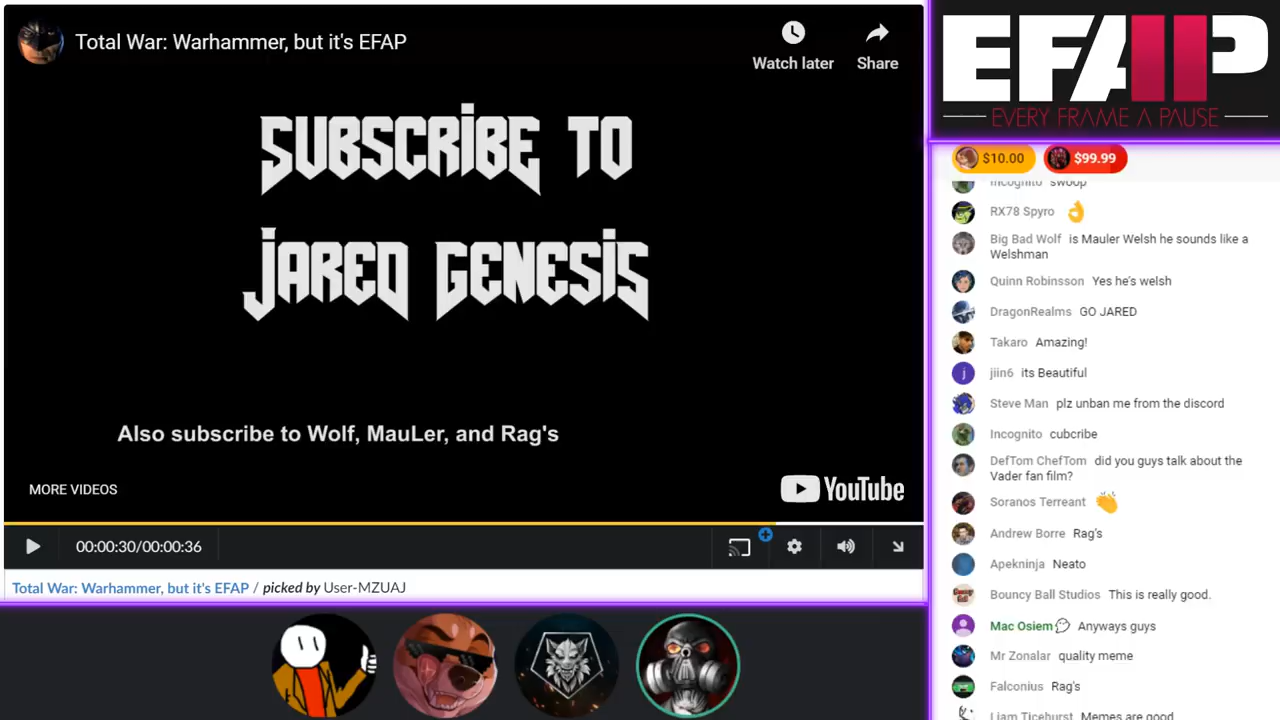 Total War: Warhammer, but it's EFAP
Watch later
Share
SUBSCRIBE TO
JARED GENESIS
Also subscribe to Wolf, MauLer, and Rag's
MORE VIDEOS
YouTube
00:00:30/00:00:36
Total War: Warhammer, but it's EFAP / picked by User-MZUAJ
EFAP
EVERY FRAME A PAUSE
$10.00
$99.99
Incognito swoop
RX78 Spyro 👌
Big Bad Wolf is Mauler Welsh he sounds like a
Welshman
Quinn Robinsson Yes he's welsh
DragonRealms GO JARED
Takaro Amazing!
j
jiin6 its Beautiful
Steve Man plz unban me from the discord
Incognito cubcribe
DefTom ChefTom did you guys talk about the
Vader fan film?
Soranos Terreant 👏
Andrew Borre Rag's
Apekninja Neato
Bouncy Ball Studios This is really good.
Mac Osiem Anyways guys
Mr Zonalar quality meme
Falconius Rag's
Liam Ticehurst Memes are good